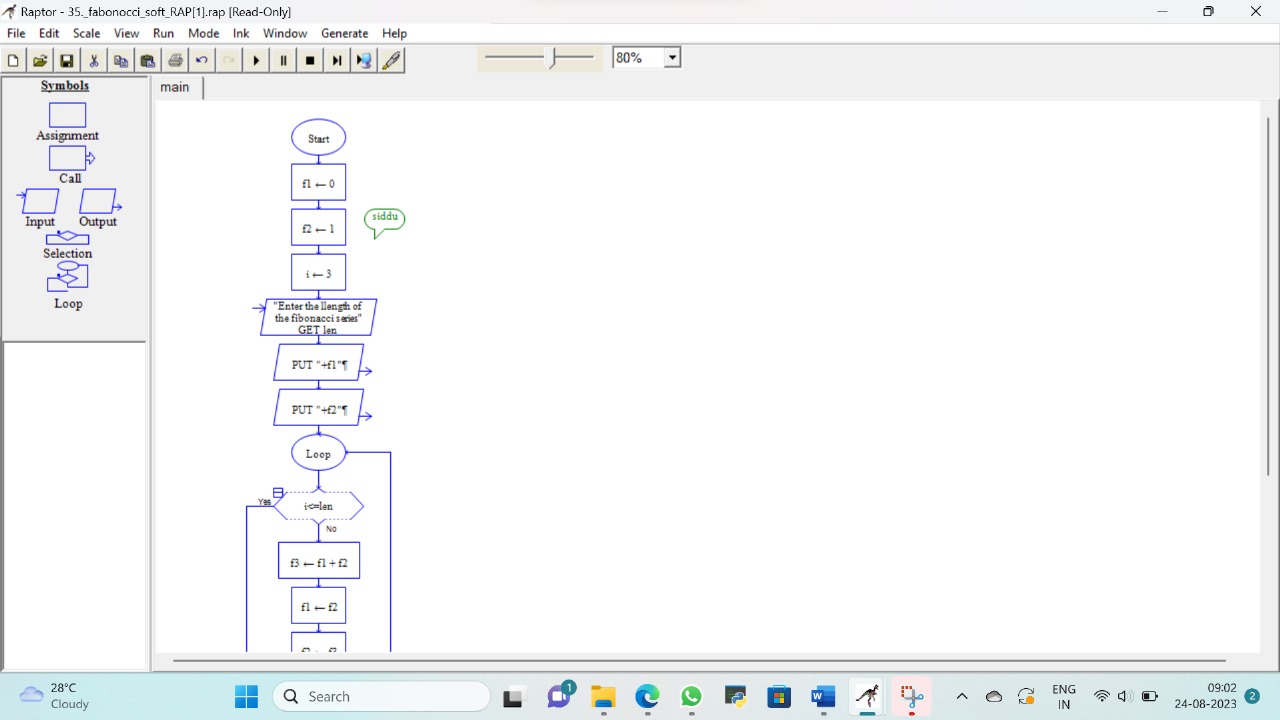 Raptor - 35._fabonocci_soft_RAP[1].rap [Read-Only]
File Edit Scale View Run Mode Ink Window Generate Help
80%
Symbols
Assignment
Call
Input Output
Selection
Loop
main
Start
f1 ← 0
f2 ← 1
siddu
i ← 3
"Enter the llength of
the fibonacci series"
GET len
PUT "+f1"¶
PUT "+f2"¶
Loop
Yes
i<=len
No
f3 ← f1 + f2
f1 ← f2
28°C
Cloudy
Search
1
ENG
IN
09:02
24-08-2023
2